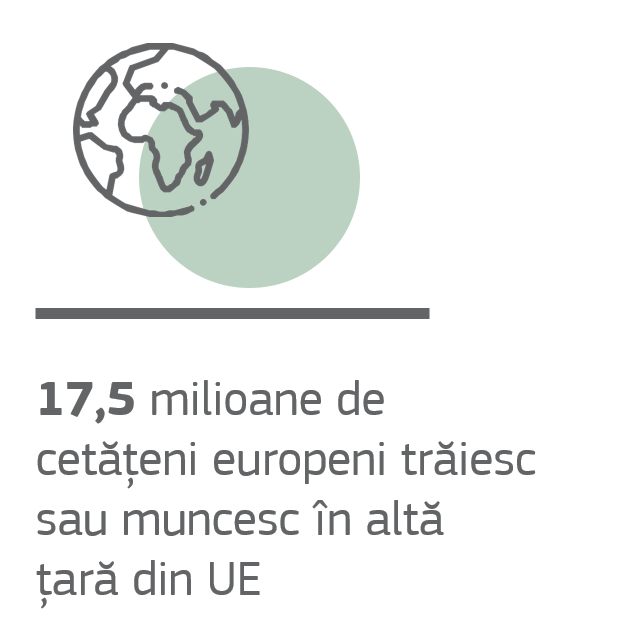 17,5 milioane de
cetățeni europeni trăiesc
sau muncesc în altă
țară din UE